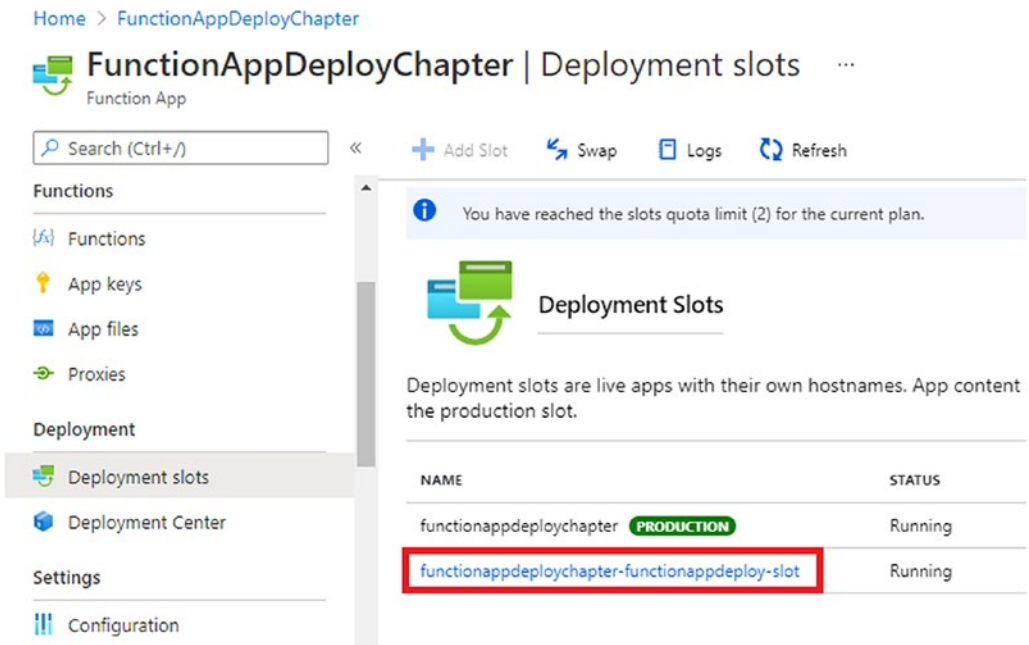 Home > FunctionAppDeployChapter
FunctionAppDeployChapter | Deployment slots ...
Function App
Search (Ctrl+/)
«
Functions
Functions
App keys
App files
Proxies
Deployment
Deployment slots
Deployment Center
Settings
Configuration
Add Slot Swap Logs Refresh
You have reached the slots quota limit (2) for the current plan.
Deployment Slots
Deployment slots are live apps with their own hostnames. App content
the production slot.
NAME STATUS
functionappdeploychapter PRODUCTION Running
functionappdeploychapter-functionappdeploy-slot Running